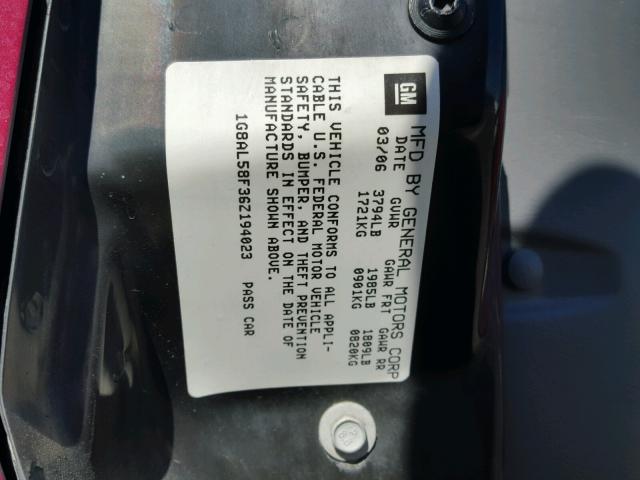 GM
MFD BY GENERAL MOTORS CORP
DATE GVWR GAWR FRT GAWR RR
03/06 3794LB 1985LB 1809LB
1721KG 0901KG 0820KG
THIS VEHICLE CONFORMS TO ALL APPLI-
CABLE U.S. FEDERAL MOTOR VEHICLE
SAFETY, BUMPER, AND THEFT PREVENTION
STANDARDS IN EFFECT ON THE DATE OF
MANUFACTURE SHOWN ABOVE.
1G8AL58F36Z194023 PASS CAR